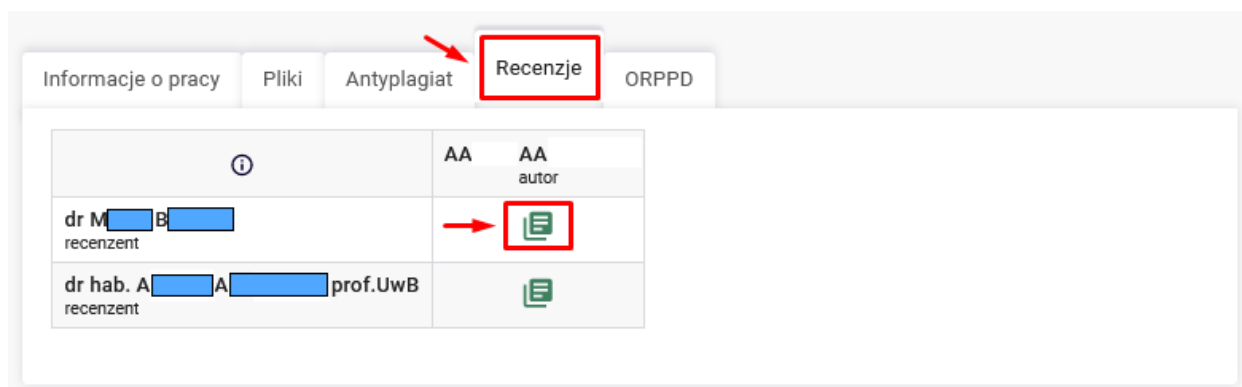 Informacje o pracy Pliki Antyplagiat Recenzje ORPPD
AA AA
autor
dr M B
recenzent
dr hab. A A prof.UwB
recenzent